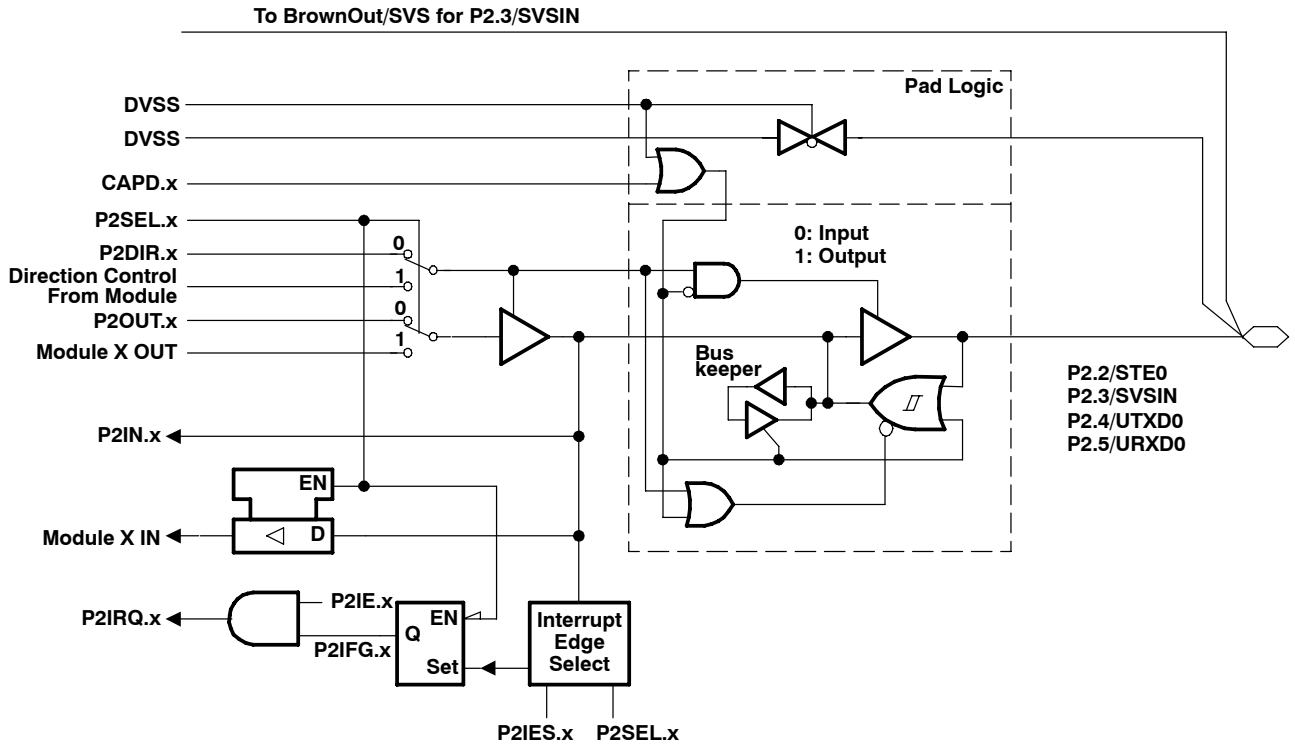 To BrownOut/SVS for P2.3/SVSIN
Pad Logic
DVSS
DVSS
CAPD.x
P2SEL.x
0: Input
1: Output
0
P2DIR.x
1
Direction Control
From Module
0
P2OUT.x
1
Module X OUT
Bus
keeper
P2.2/STE0
P2.3/SVSIN
P2.4/UTXD0
P2.5/URXD0
P2IN.x
EN
D
Module X IN
P2IE.x
P2IRQ.x
EN
Q
P2IFG.x
Set
Interrupt
Edge
Select
P2IES.x
P2SEL.x